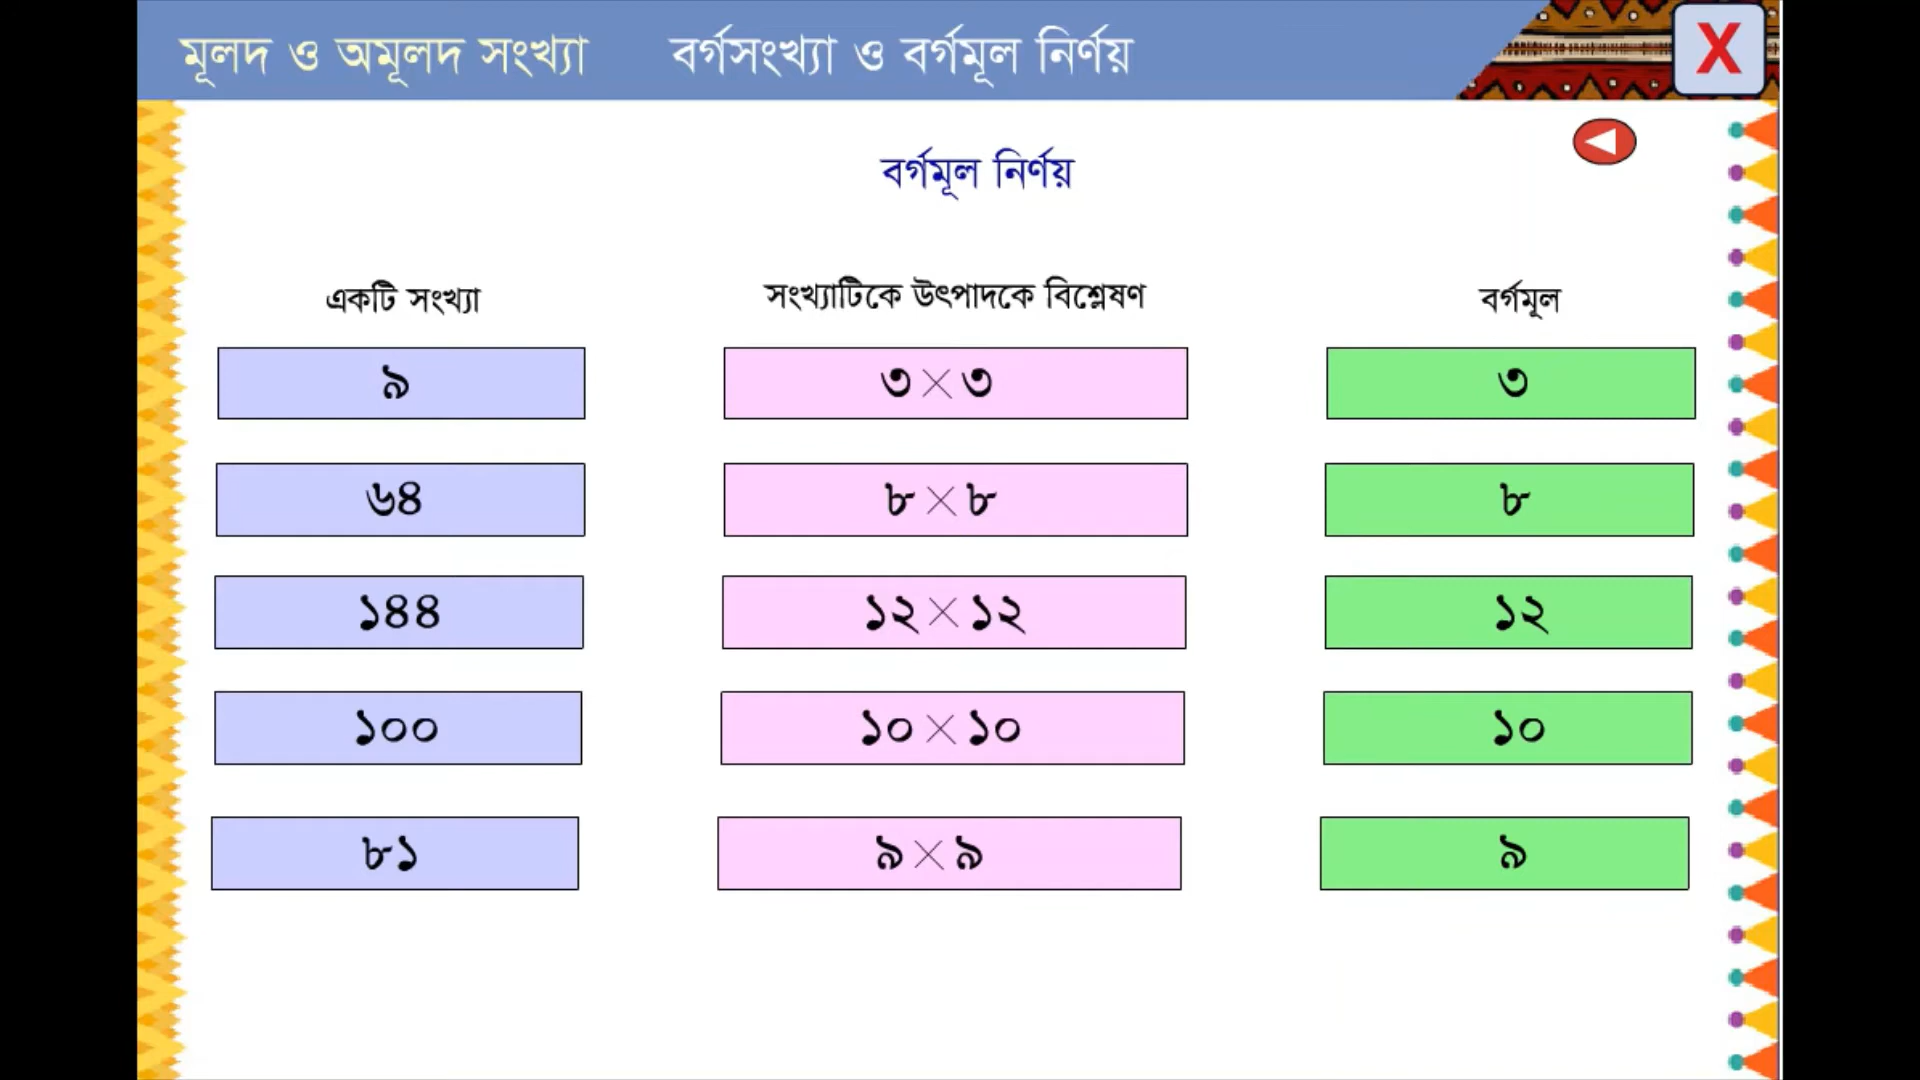 মূলদ ও অমূলদ সংখ্যা বর্গসংখ্যা ও বর্গমূল নির্ণয় X
বর্গমূল নির্ণয়
একটি সংখ্যা সংখ্যাটিকে উৎপাদকে বিশ্লেষণ বর্গমূল
৯ ৩×৩ ৩
৬৪ ৮×৮ ৮
১৪৪ ১২×১২ ১২
১০০ ১০×১০ ১০
৮১ ৯×৯ ৯